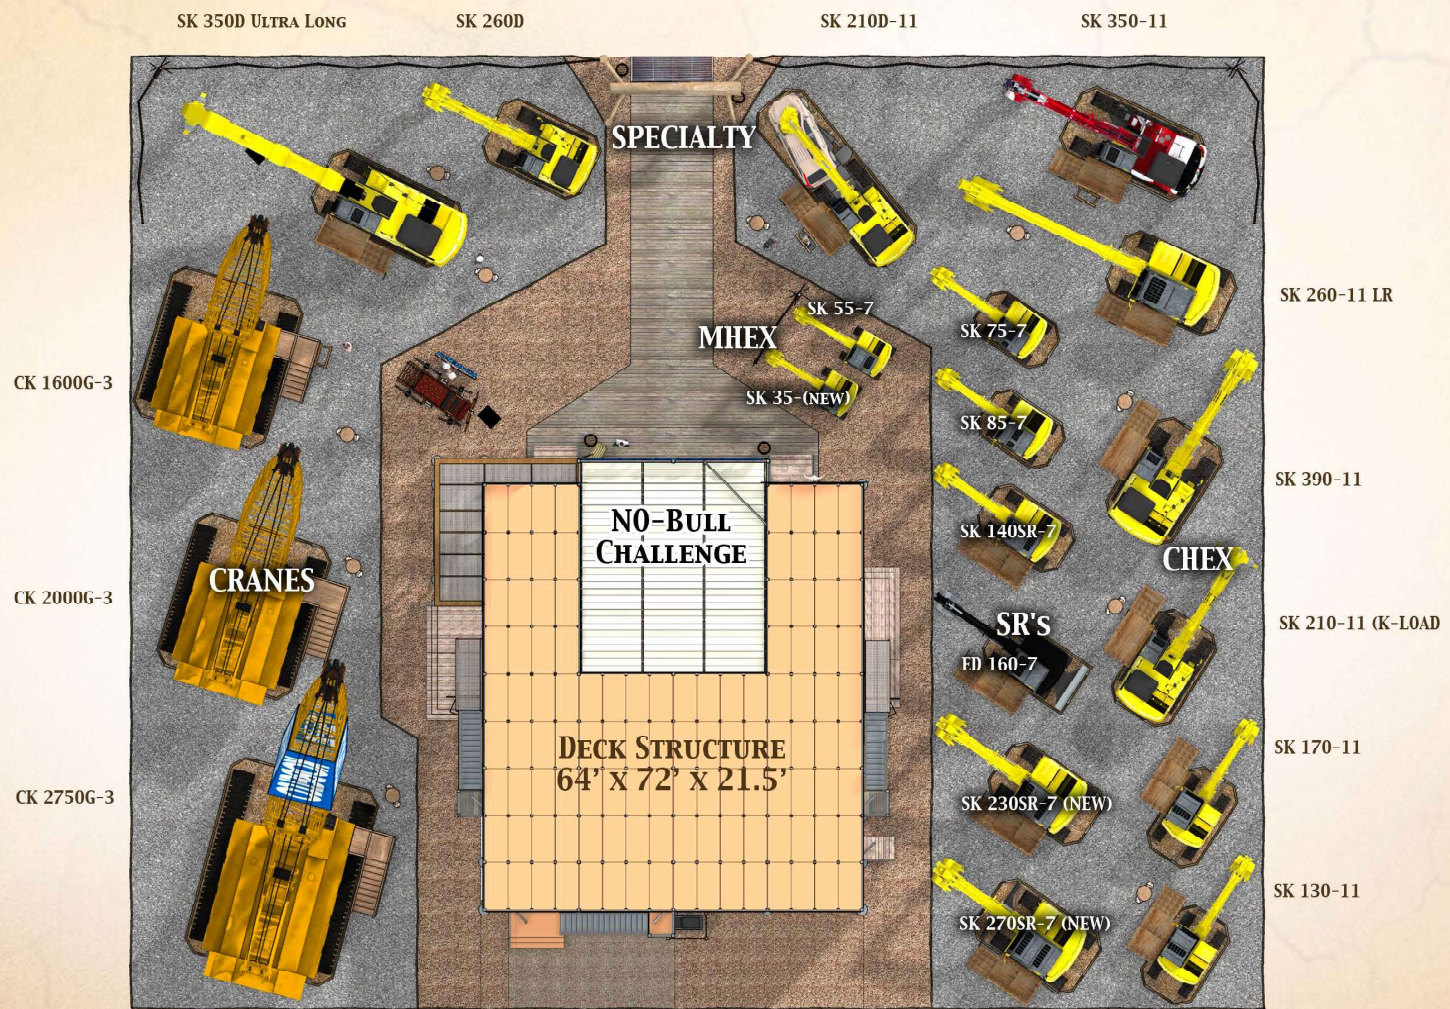 SK 350D Ultra Long
SK 260D
SK 210D-11
SK 350-11
SPECIALTY
SK 260-11 LR
SK 55-7
MHEX
SK 75-7
CK 1600G-3
SK 35-(NEW)
SK 85-7
SK 390-11
NO-BULL
CHALLENGE
SK 140SR-7
CHEX
CRANES
CK 2000G-3
SR's
SK 210-11 (K-LOAD
ED 160-7
DECK STRUCTURE
64' X 72' X 21.5'
SK 170-11
CK 2750G-3
SK 230SR-7 (NEW)
SK 130-11
SK 270SR-7 (NEW)